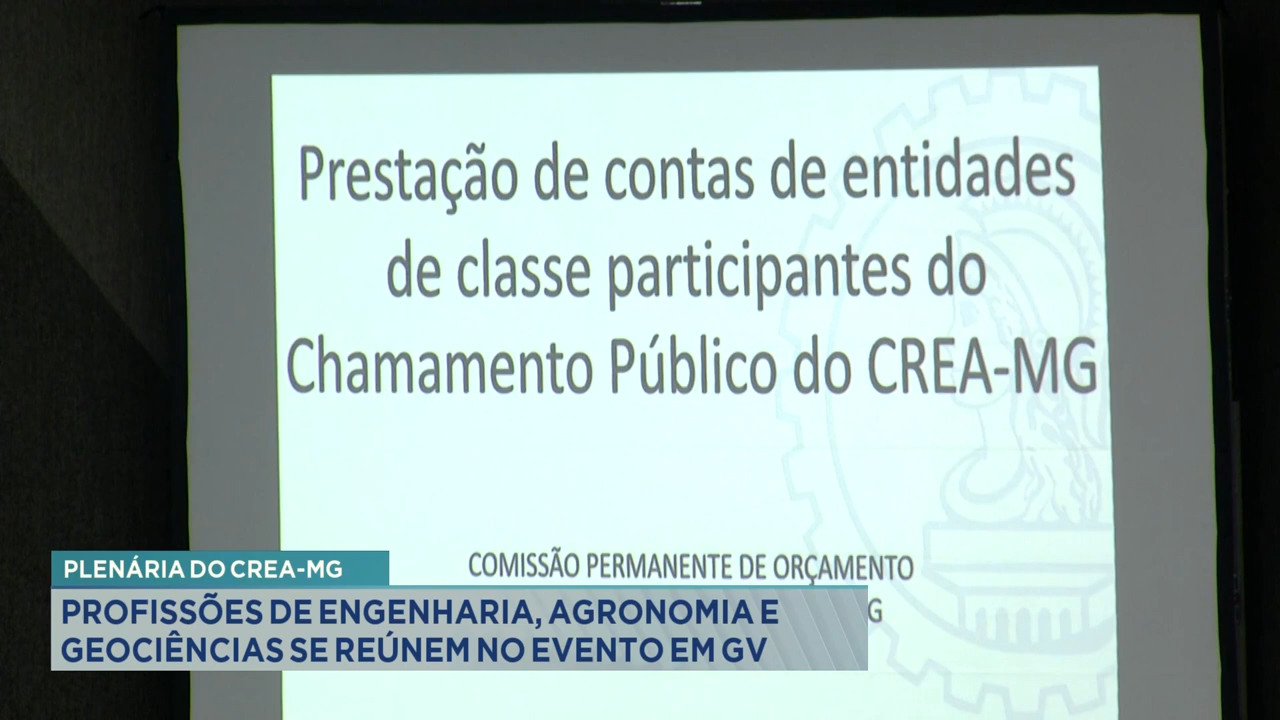 Prestação de contas de entidades
de classe participantes do
Chamamento Público do CREA-MG
COMISSÃO PERMANENTE DE ORÇAMENTO
G
PLENÁRIA DO CREA-MG
PROFISSÕES DE ENGENHARIA, AGRONOMIA E
GEOCIÊNCIAS SE REÚNEM NO EVENTO EM GV